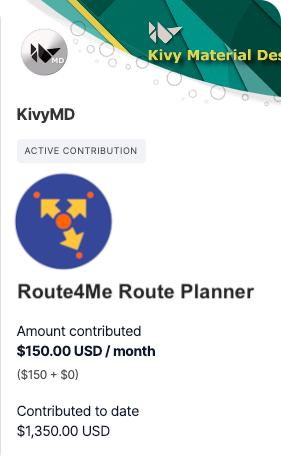 Kivy Material Des
MD
KivyMD
ACTIVE CONTRIBUTION
Route4Me Route Planner
Amount contributed
$150.00 USD / month
($150 + $0)
Contributed to date
$1,350.00 USD